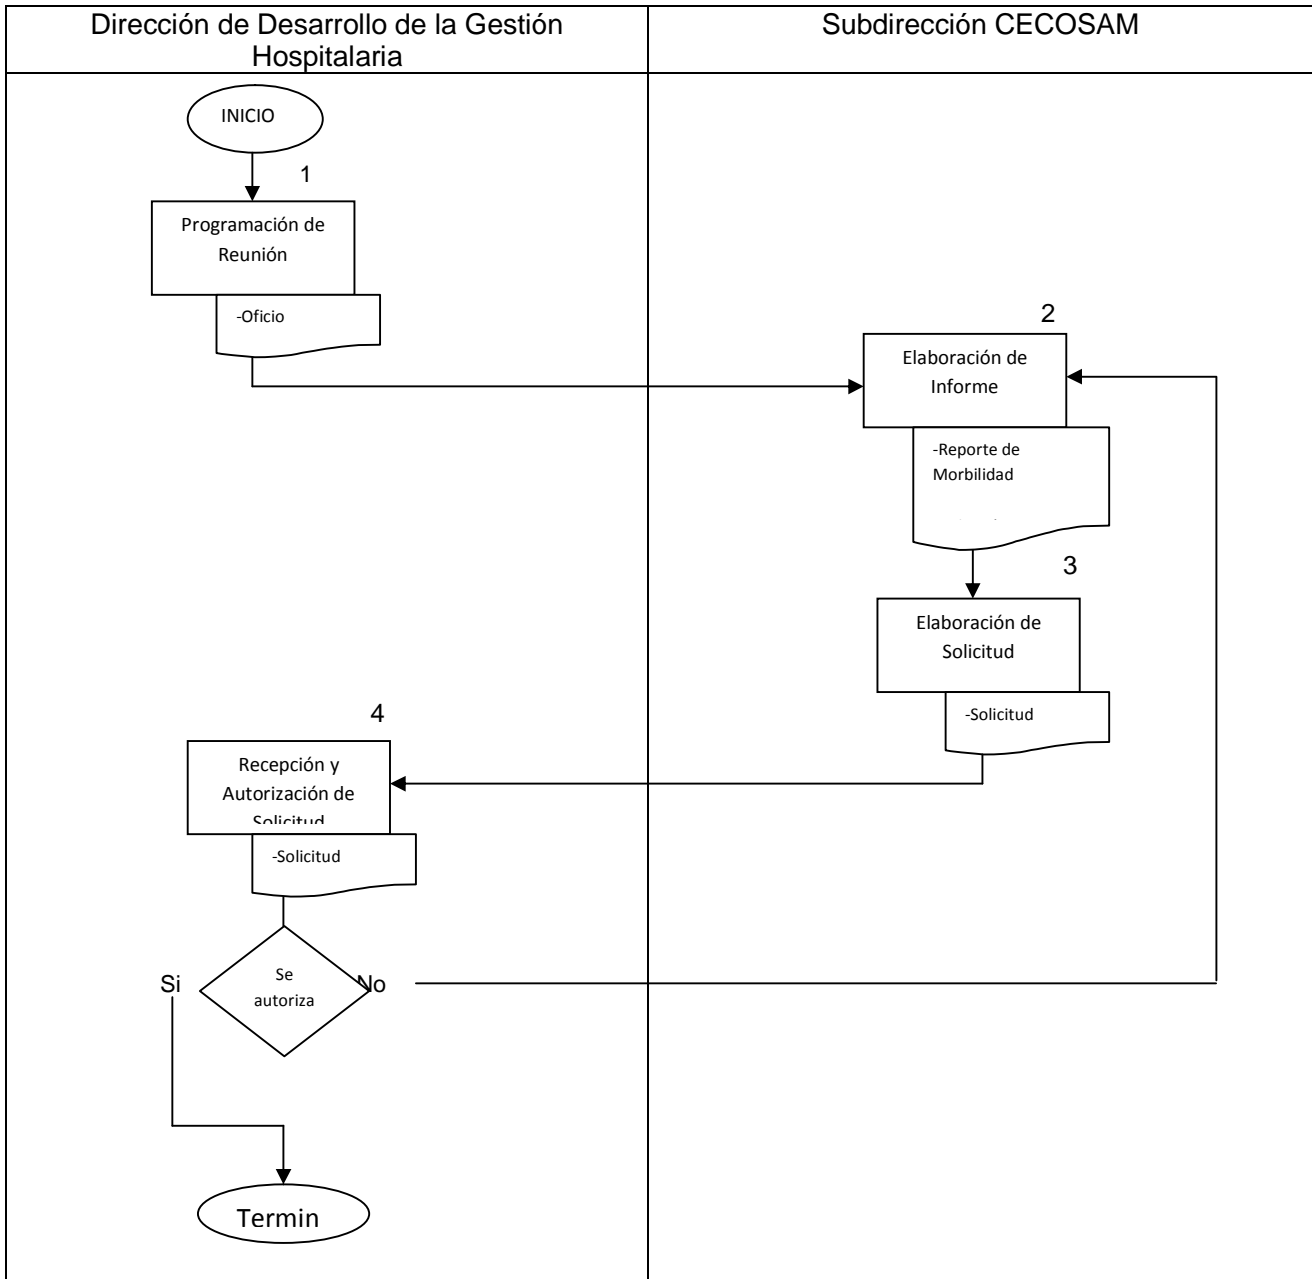 Dirección de Desarrollo de la Gestión
Hospitalaria
Subdirección CECOSAM
INICIO
1
Programación de
Reunión
-Oficio
2
Elaboración de
Informe
-Reporte de
Morbilidad
3
Elaboración de
Solicitud
-Solicitud
4
Recepción y
Autorización de
Solicitud
-Solicitud
Si
Se
autoriza
No
Termin